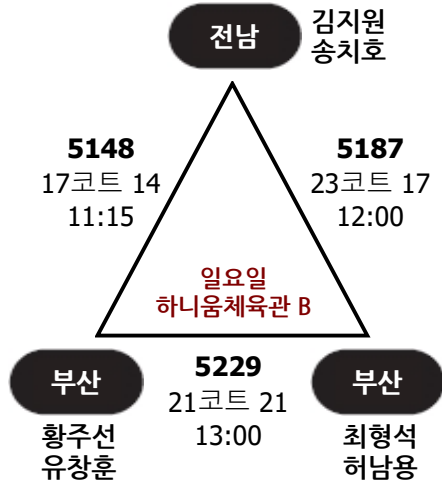 전남
김지원
송치호
5148
17코트 14
11:15
5187
23코트 17
12:00
일요일
하니움체육관 B
부산
황주선
유창훈
5229
21코트 21
13:00
부산
최형석
허남용